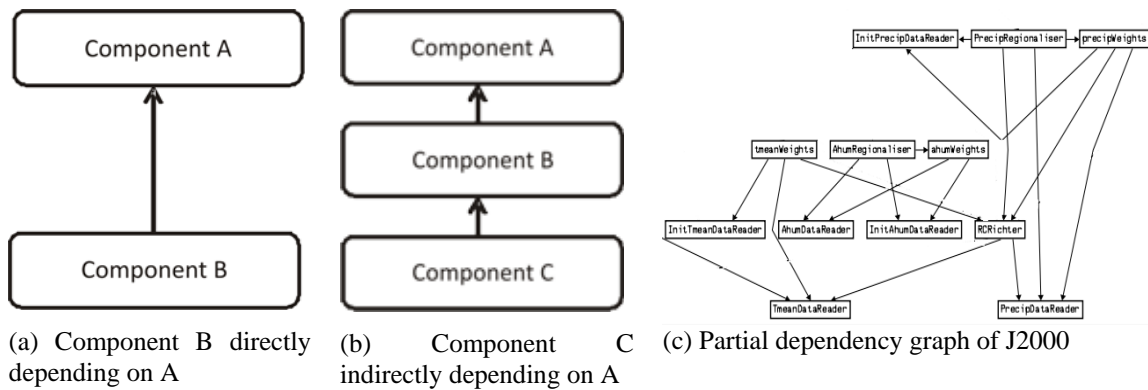 Component A
Component B
Component A
Component B
Component C
InitPrecipDataReader PrecipRegionaliser precipWeights
tmeanWeights AhumRegionaliser ahumWeights
InitTmeanDataReader AhumDataReader InitAhumDataReader RCRichter
TmeanDataReader PrecipDataReader
(a) Component B directly
depending on A
(b) Component C
indirectly depending on A
(c) Partial dependency graph of J2000